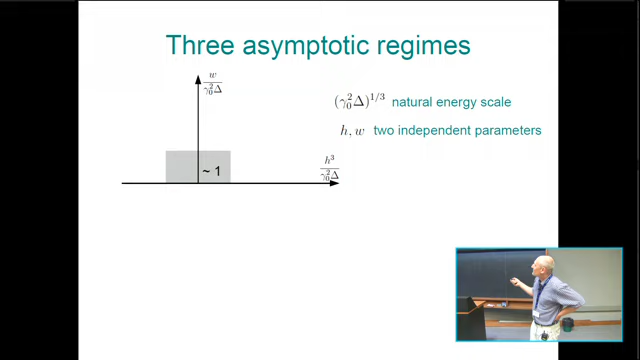 Three asymptotic regimes
w
γ₀²Δ
(γ₀²Δ)^{1/3} natural energy scale
h, w two independent parameters
h³
γ₀²Δ
~ 1